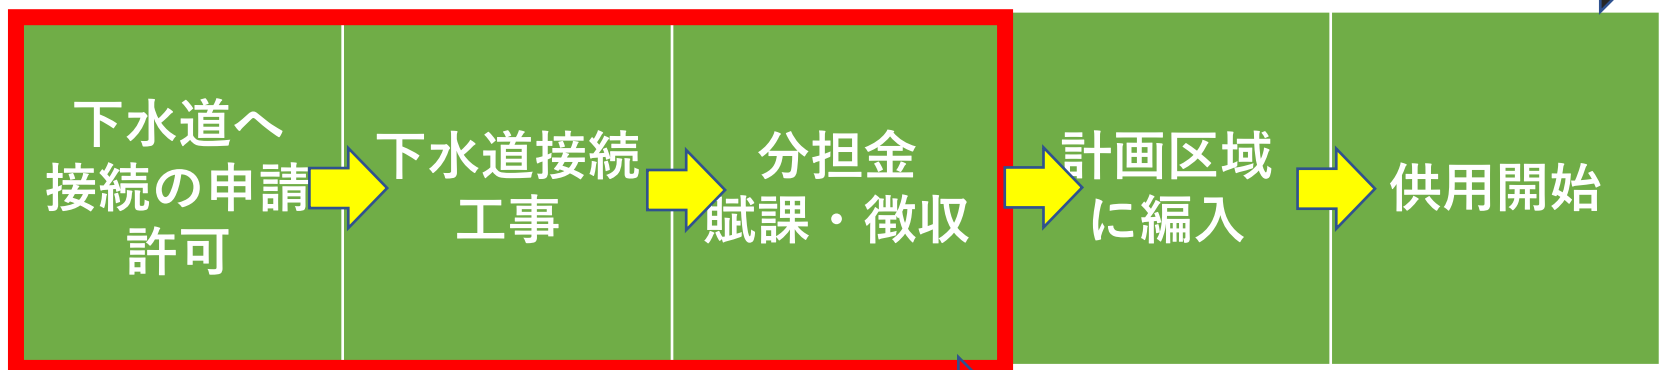 下水道へ
接続の申請
許可
下水道接続
工事
分担金
賦課・徴収
計画区域
に編入
供用開始